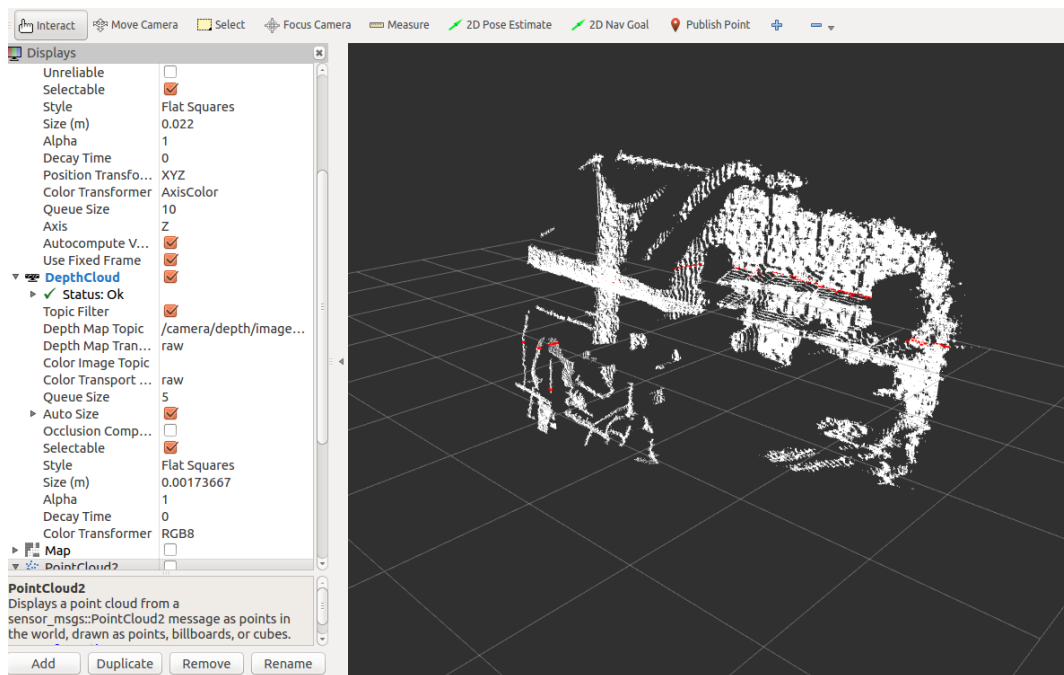 Interact Move Camera Select Focus Camera Measure 2D Pose Estimate 2D Nav Goal Publish Point
Displays
Unreliable
Selectable
Style Flat Squares
Size (m) 0.022
Alpha 1
Decay Time 0
Position Transfo... XYZ
Color Transformer AxisColor
Queue Size 10
Axis Z
Autocompute V...
Use Fixed Frame
DepthCloud
Status: Ok
Topic Filter
Depth Map Topic /camera/depth/image...
Depth Map Tran... raw
Color Image Topic
Color Transport ... raw
Queue Size 5
Auto Size
Occlusion Comp...
Selectable
Style Flat Squares
Size (m) 0.00173667
Alpha 1
Decay Time 0
Color Transformer RGB8
Map
PointCloud2
PointCloud2
Displays a point cloud from a
sensor_msgs::PointCloud2 message as points in
the world, drawn as points, billboards, or cubes.
Add Duplicate Remove Rename